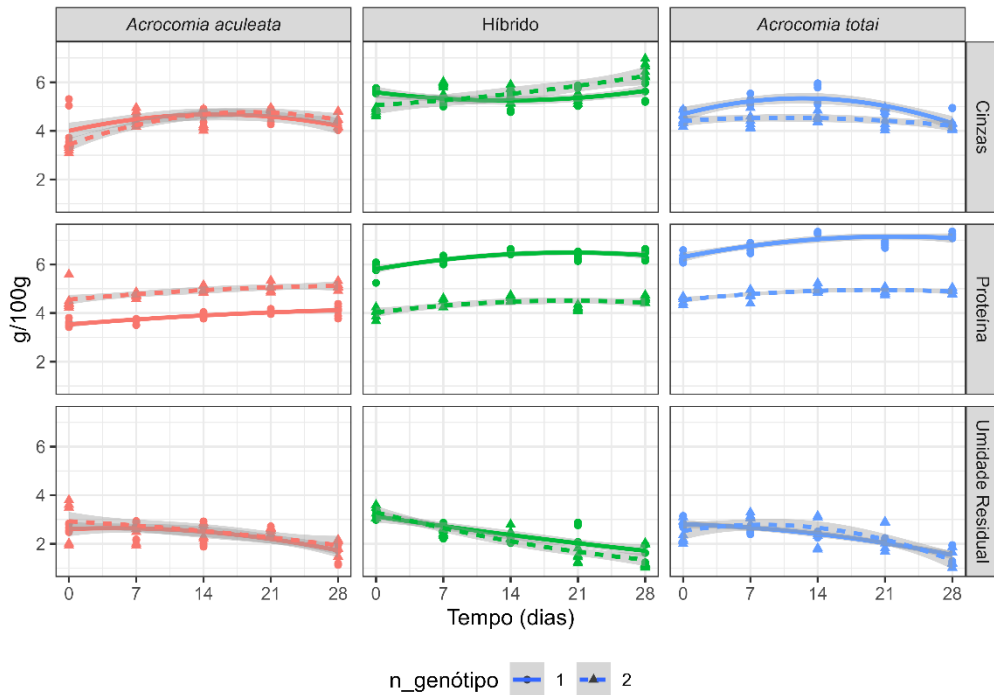 Acrocomia aculeata
Híbrido
Acrocomia totai
6
4
2
Cinzas
6
4
2
Proteína
6
4
2
Umidade Residual
g/100g
0 7 14 21 28
0 7 14 21 28
0 7 14 21 28
Tempo (dias)
n_genótipo 1 2